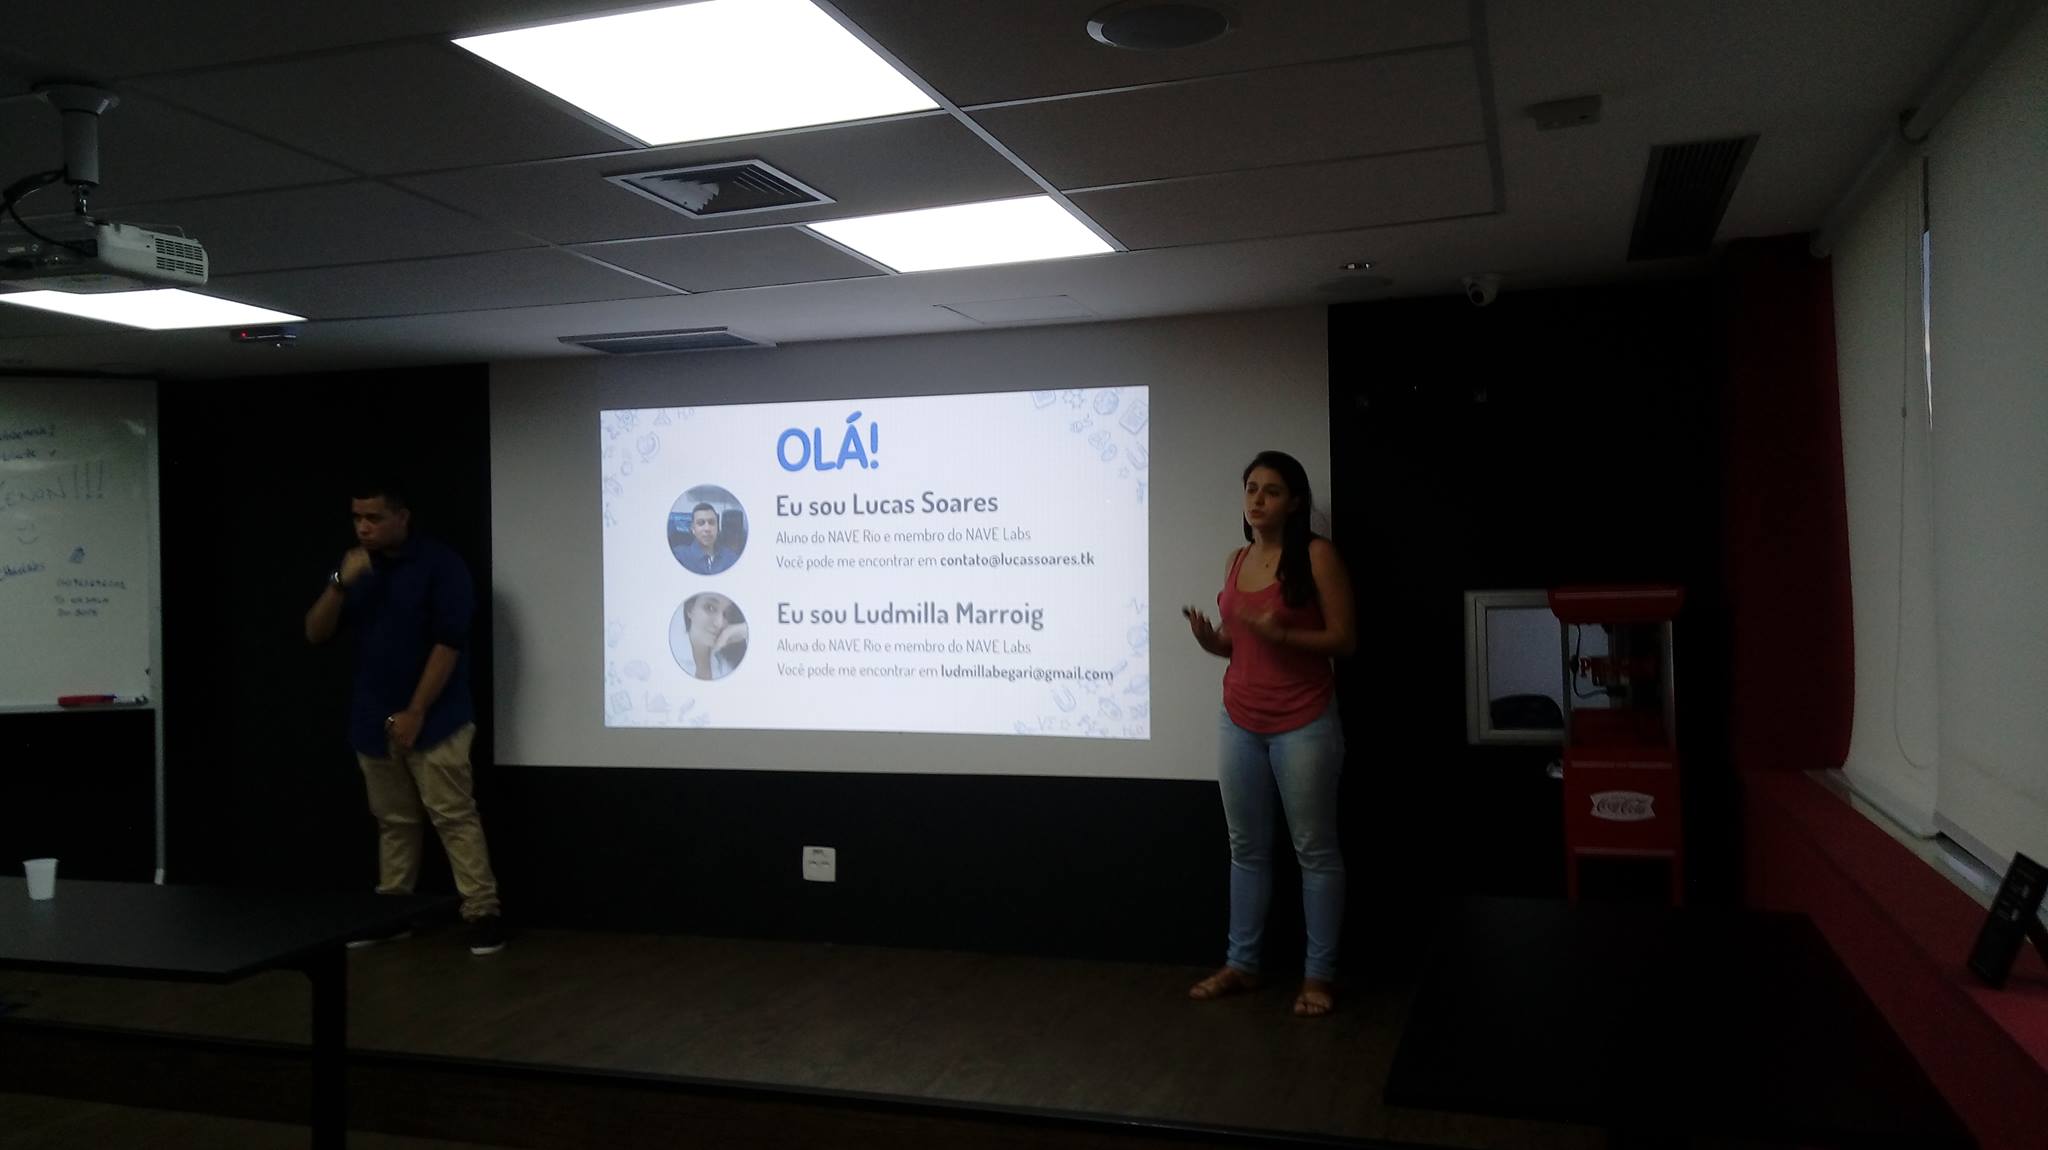 OLÁ!
Eu sou Lucas Soares
Aluno do NAVE Rio e membro do NAVE Labs
Você pode me encontrar em contato@lucassoares.tk
Eu sou Ludmilla Marroig
Aluna do NAVE Rio e membro do NAVE Labs
Você pode me encontrar em ludmillabegari@gmail.com
Coca-Cola